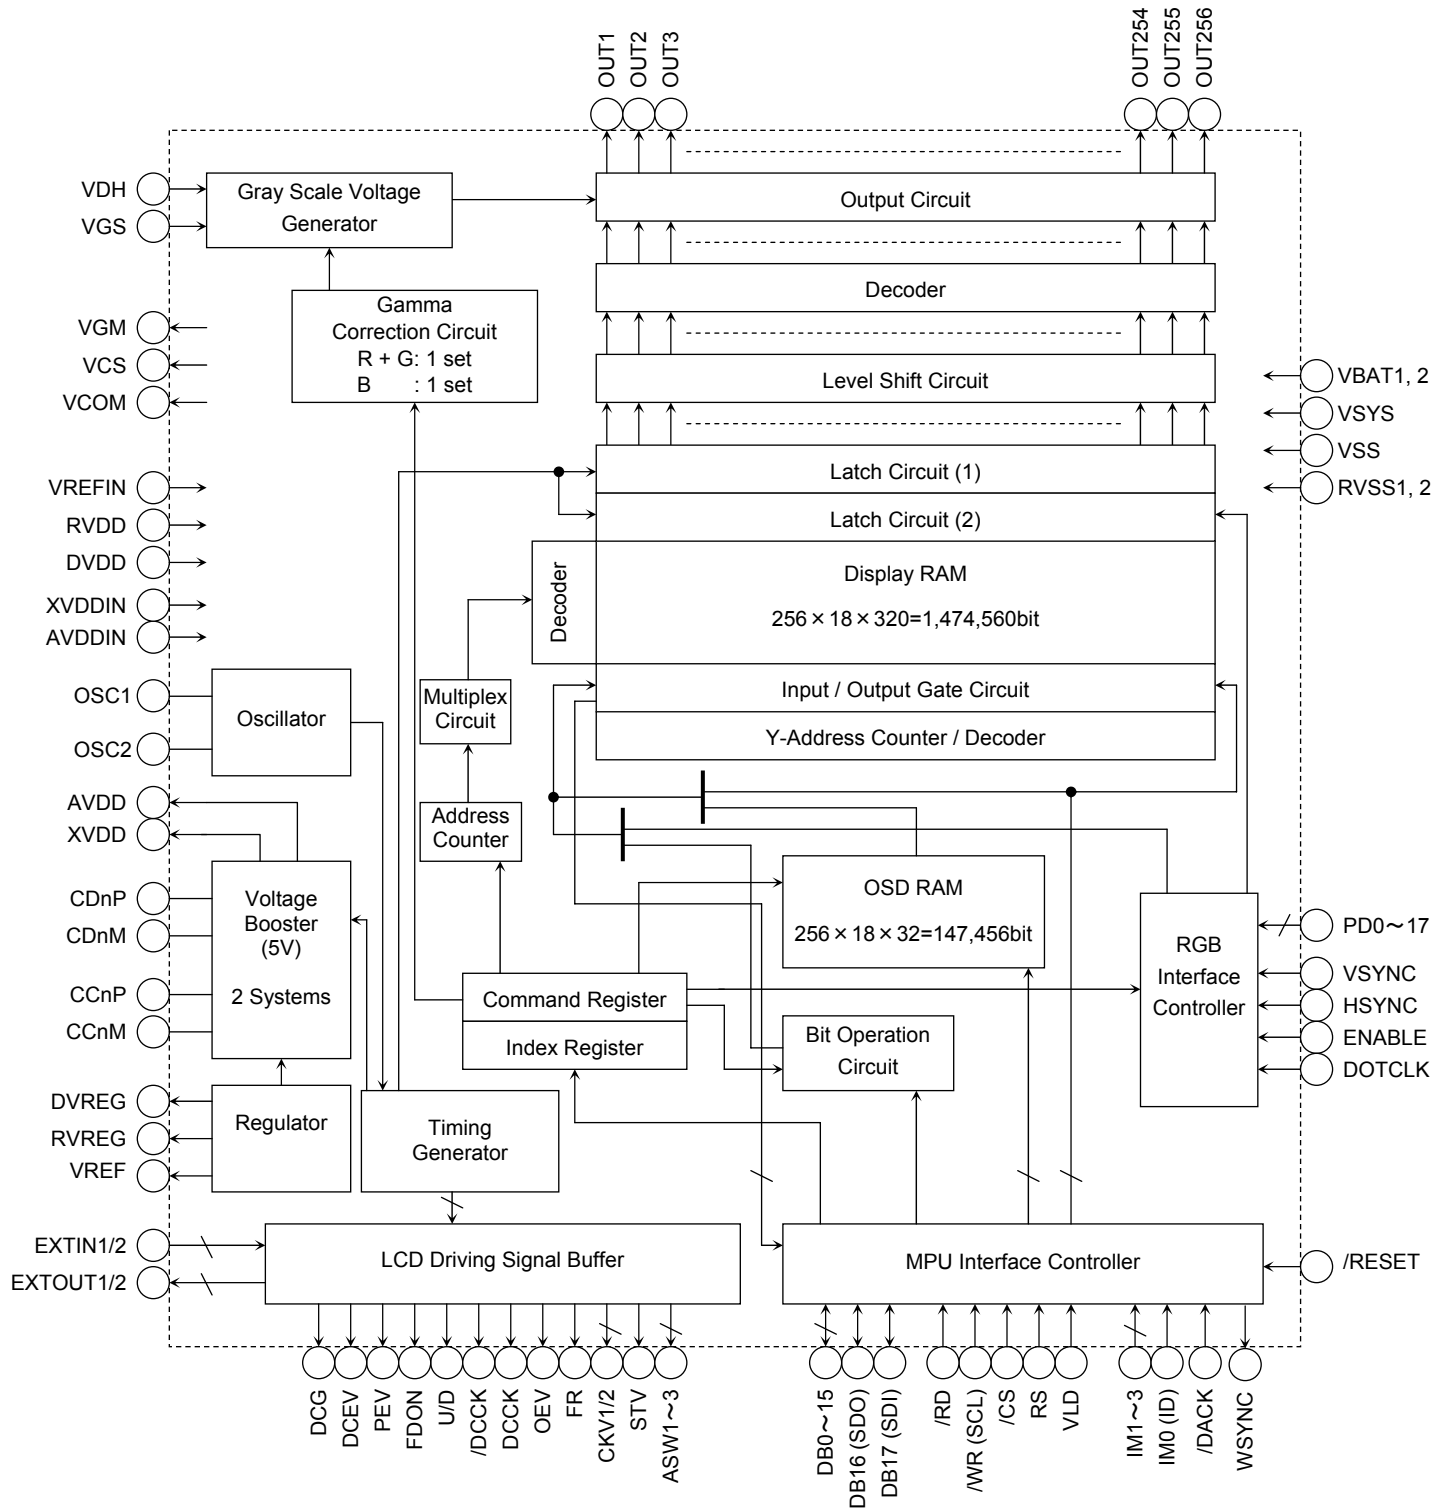 OUT1
OUT2
OUT3
OUT254
OUT255
OUT256
VDH
VGS
Gray Scale Voltage
Generator
Output Circuit
Decoder
Gamma
Correction Circuit
R + G: 1 set
B : 1 set
VGM
VCS
VCOM
Level Shift Circuit
VBAT1, 2
VSYS
VSS
RVSS1, 2
Latch Circuit (1)
Latch Circuit (2)
VREFIN
RVDD
DVDD
XVDDIN
AVDDIN
Decoder
Display RAM
256×18×320=1,474,560bit
OSC1
OSC2
Oscillator
Multiplex
Circuit
Input / Output Gate Circuit
Y-Address Counter / Decoder
AVDD
XVDD
Address
Counter
CDnP
CDnM
CCnP
CCnM
Voltage
Booster
(5V)
2 Systems
OSD RAM
256×18×32=147,456bit
RGB
Interface
Controller
PD0～17
VSYNC
HSYNC
ENABLE
DOTCLK
Command Register
Index Register
Bit Operation
Circuit
DVREG
RVREG
VREF
Regulator
Timing
Generator
EXTIN1/2
EXTOUT1/2
LCD Driving Signal Buffer
MPU Interface Controller
/RESET
DCG
DCEV
PEV
FDON
U/D
/DCCK
DCCK
OEV
FR
CKV1/2
STV
ASW1～3
DB0～15
DB16 (SDO)
DB17 (SDI)
/RD
/WR (SCL)
/CS
RS
VLD
IM1～3
IM0 (ID)
/DACK
WSYNC